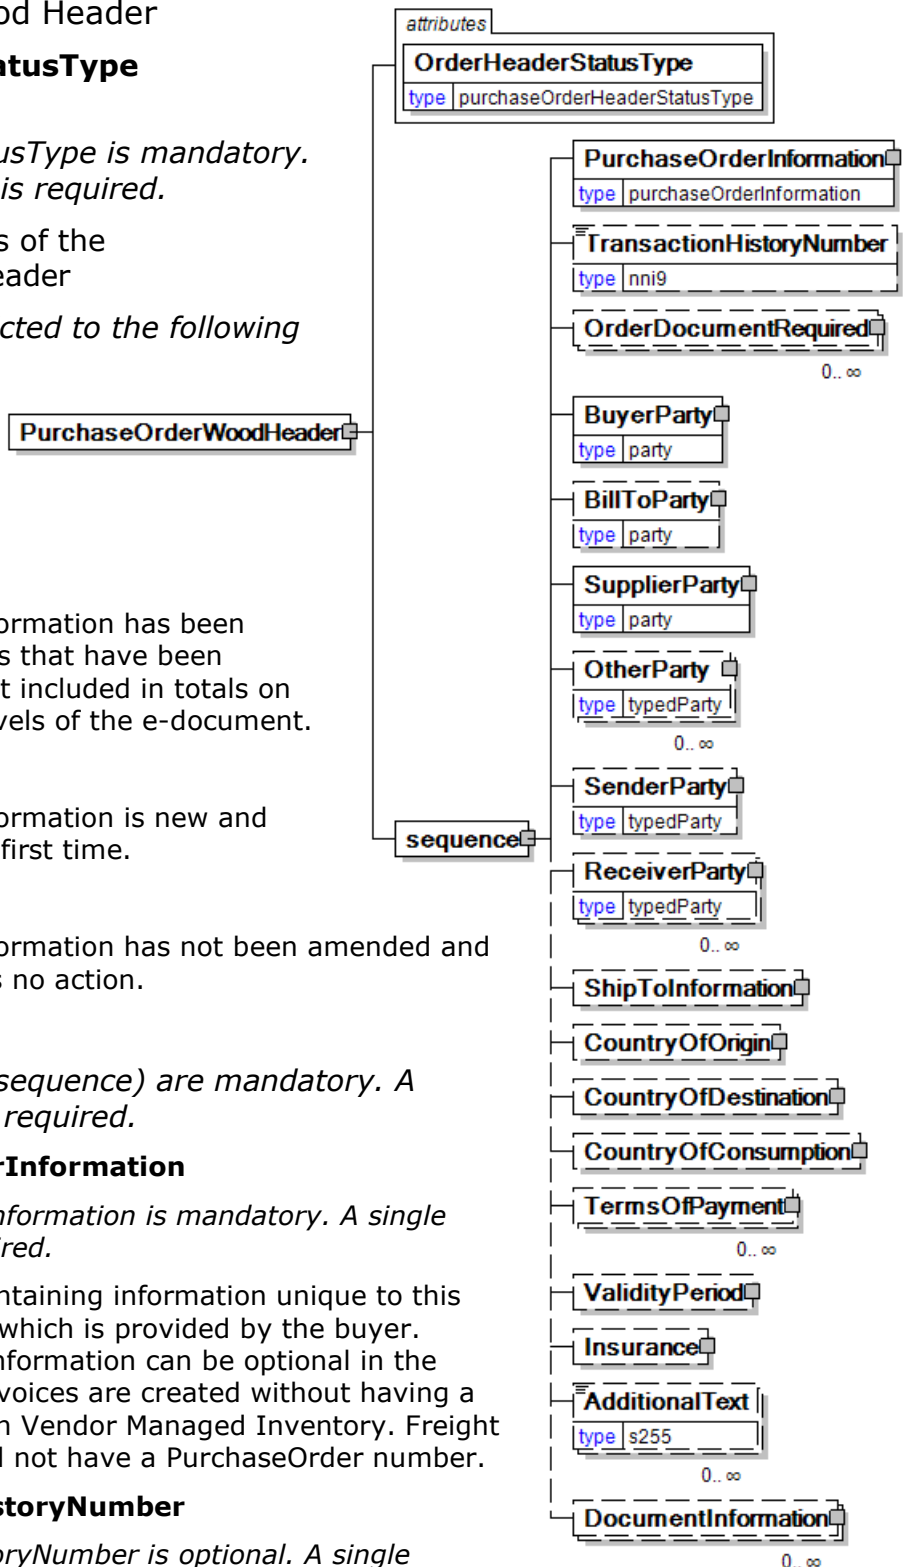 od Header
atusType
usType is mandatory.
is required.
s of the
eader
cted to the following
ormation has been
s that have been
t included in totals on
vels of the e-document.
ormation is new and
first time.
ormation has not been amended and
s no action.
sequence) are mandatory. A
required.
rInformation
nformation is mandatory. A single
ired.
ntaining information unique to this
which is provided by the buyer.
nformation can be optional in the
voices are created without having a
n Vendor Managed Inventory. Freight
l not have a PurchaseOrder number.
storyNumber
oryNumber is optional. A single
PurchaseOrderWoodHeader
attributes
OrderHeaderStatusType
type purchaseOrderHeaderStatusType
sequence
PurchaseOrderInformation
type purchaseOrderInformation
TransactionHistoryNumber
type nni9
OrderDocumentRequired
0.. ∞
BuyerParty
type party
BillToParty
type party
SupplierParty
type party
OtherParty
type typedParty
0.. ∞
SenderParty
type typedParty
ReceiverParty
type typedParty
0.. ∞
ShipToInformation
CountryOfOrigin
CountryOfDestination
CountryOfConsumption
TermsOfPayment
0.. ∞
ValidityPeriod
Insurance
AdditionalText
type s255
0.. ∞
DocumentInformation
0.. ∞